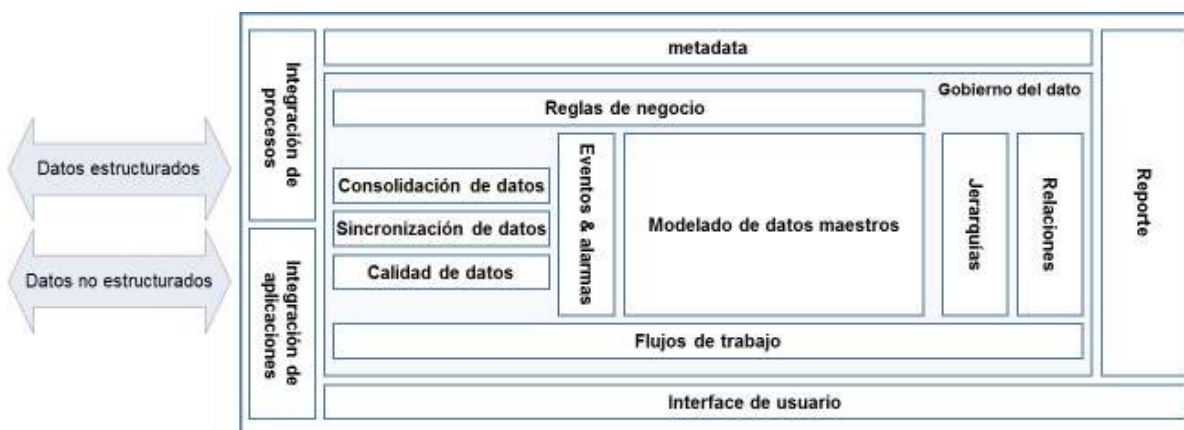 Datos estructurados
Datos no estructurados
Integración de
procesos
Integración de
aplicaciones
metadata
Gobierno del dato
Reglas de negocio
Consolidación de datos
Sincronización de datos
Calidad de datos
Eventos & alarmas
Modelado de datos maestros
Jerarquías
Relaciones
Flujos de trabajo
Reporte
Interface de usuario